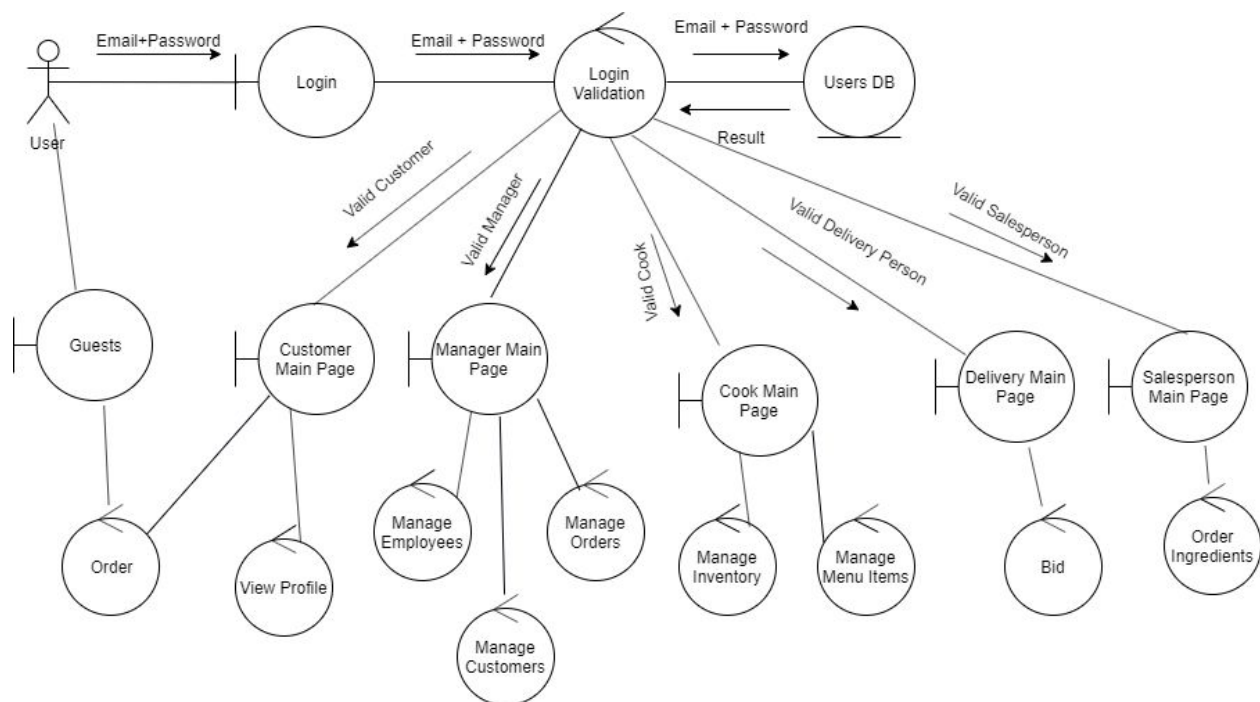 Email+Password
Email + Password
Email + Password
Login
Login
Validation
Users DB
User
Result
Valid Customer
Valid Manager
Valid Cook
Valid Delivery Person
Valid Salesperson
Guests
Customer
Main Page
Manager Main
Page
Cook Main
Page
Delivery Main
Page
Salesperson
Main Page
Order
View Profile
Manage
Employees
Manage
Customers
Manage
Orders
Manage
Inventory
Manage
Menu Items
Bid
Order
Ingredients